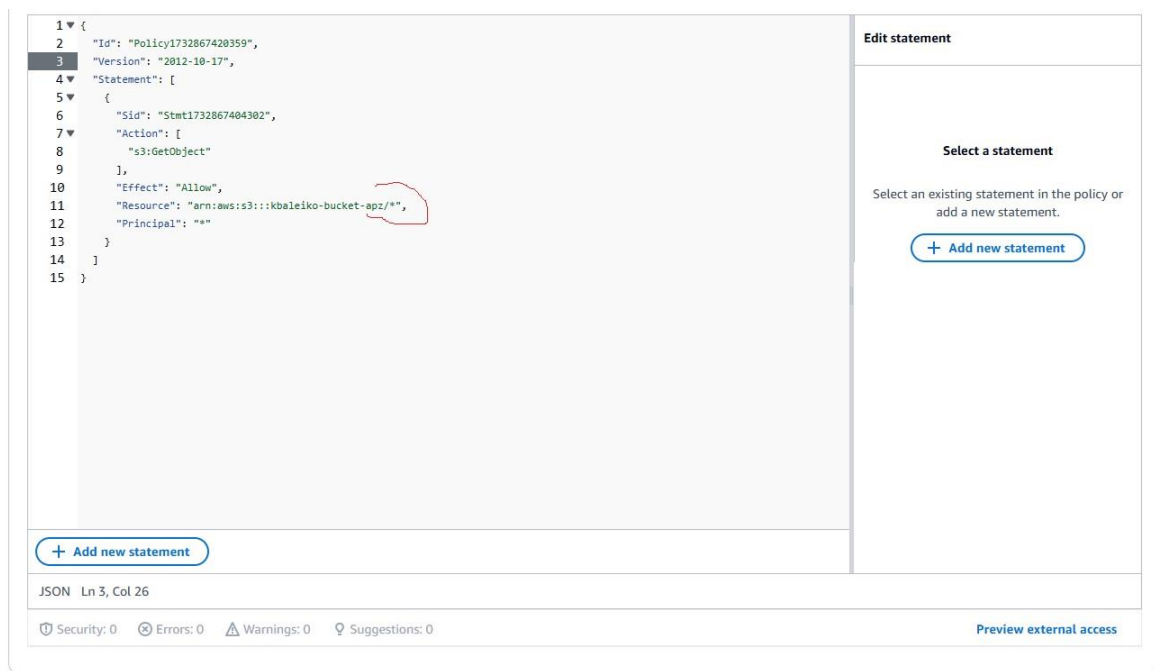 1 {
2 "Id": "Policy1732867420359",
3 "Version": "2012-10-17",
4 "Statement": [
5 {
6 "Sid": "Stmt1732867404302",
7 "Action": [
8 "s3:GetObject"
9 ],
10 "Effect": "Allow",
11 "Resource": "arn:aws:s3:::kbaleiko-bucket-apz/*",
12 "Principal": "*"
13 }
14 ]
15 }
+ Add new statement
JSON Ln 3, Col 26
Security: 0 Errors: 0 Warnings: 0 Suggestions: 0
Edit statement
Select a statement
Select an existing statement in the policy or
add a new statement.
+ Add new statement
Preview external access